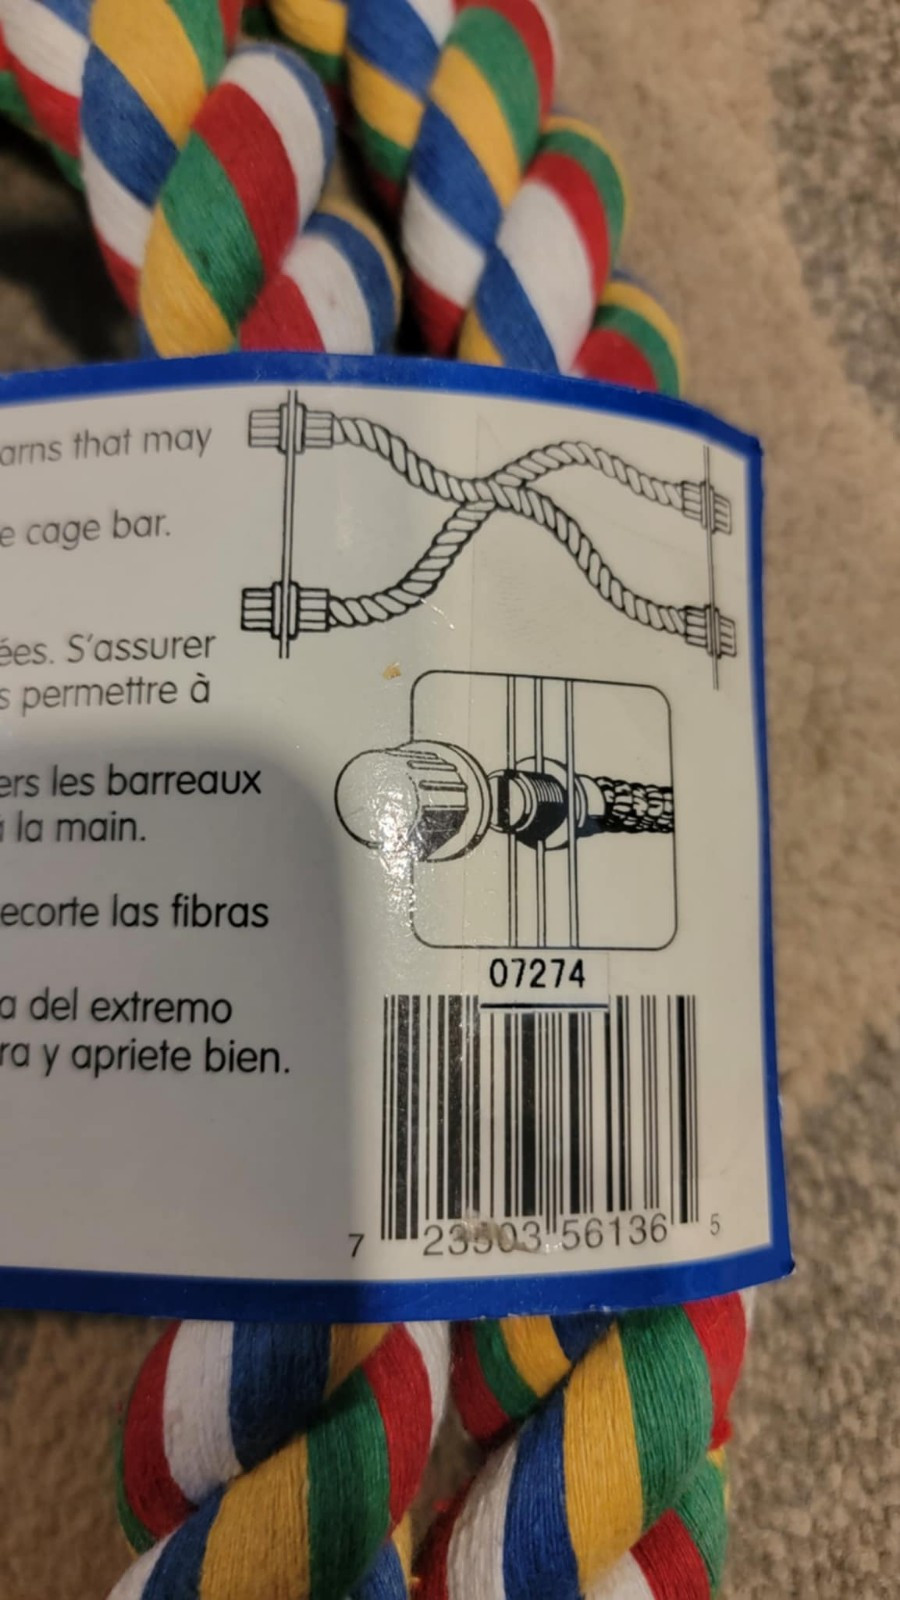 arns that may
e cage bar.
ées. S'assurer
s permettre à
ers les barreaux
à la main.
ecorte las fibras
a del extremo
ra y apriete bien.
07274
7 23503 56136 5